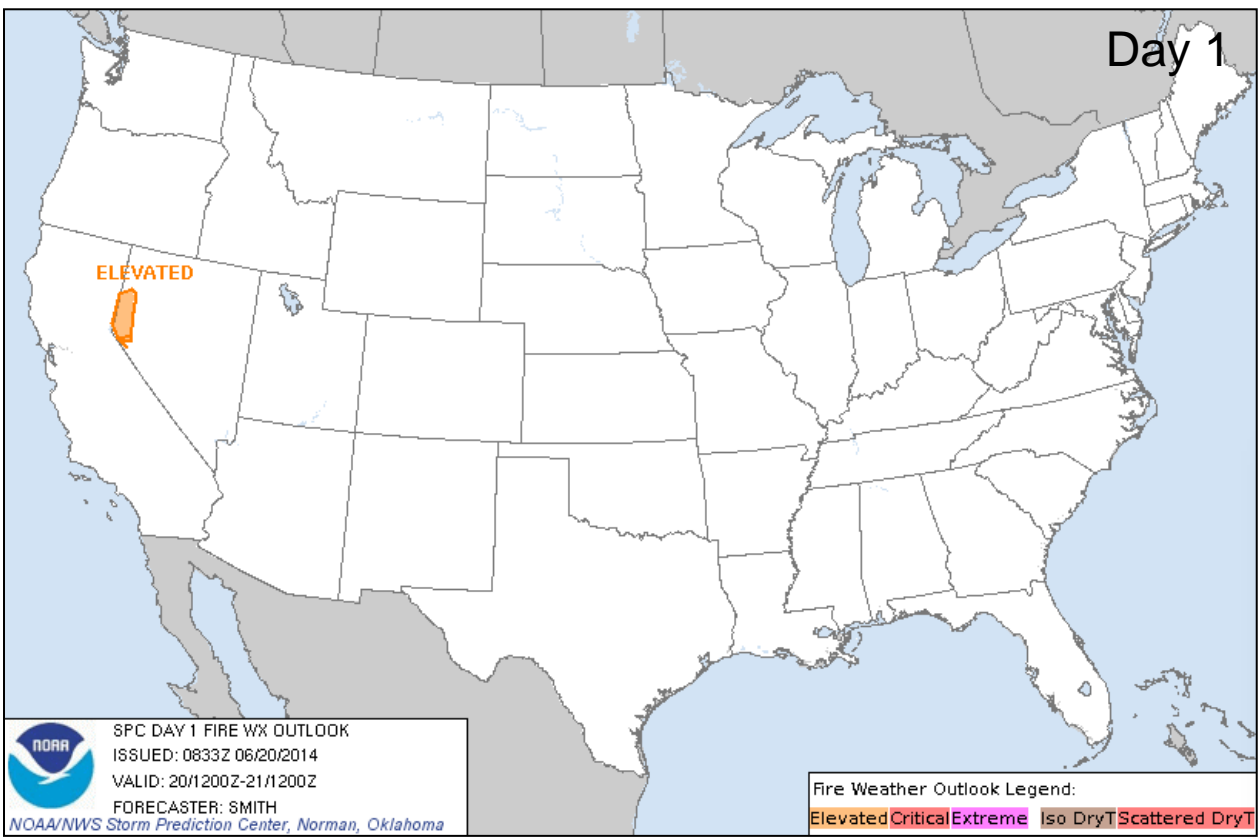 Day 1
ELEVATED
NOAA
SPC DAY 1 FIRE WX OUTLOOK
ISSUED: 0833Z 06/20/2014
VALID: 20/1200Z-21/1200Z
FORECASTER: SMITH
NOAA/NWS Storm Prediction Center, Norman, Oklahoma
Fire Weather Outlook Legend:
Elevated Critical Extreme Iso DryT Scattered DryT